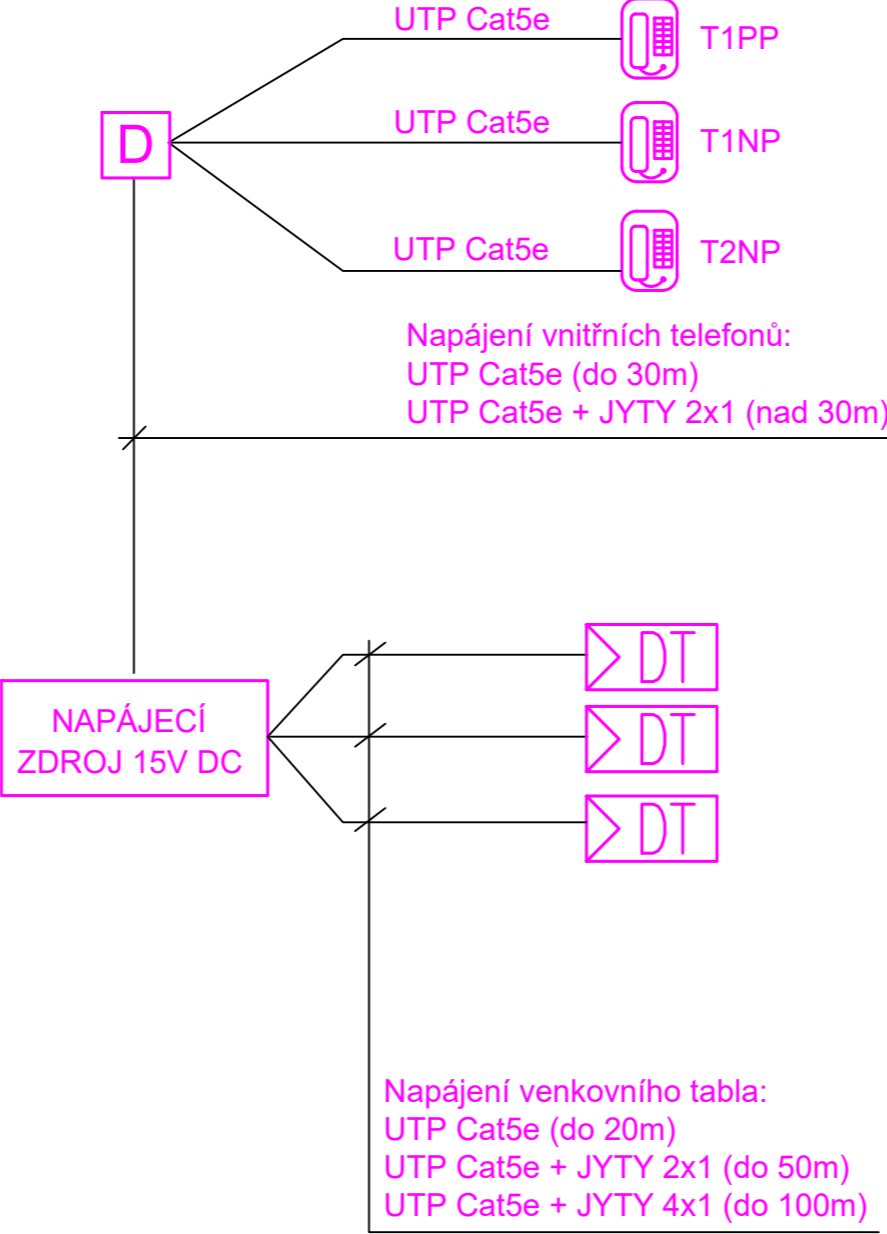 UTP Cat5e
T1PP
D
UTP Cat5e
T1NP
UTP Cat5e
T2NP
Napájení vnitřních telefonů:
UTP Cat5e (do 30m)
UTP Cat5e + JYTY 2x1 (nad 30m)
DT
NAPÁJECÍ
ZDROJ 15V DC
DT
DT
Napájení venkovního tabla:
UTP Cat5e (do 20m)
UTP Cat5e + JYTY 2x1 (do 50m)
UTP Cat5e + JYTY 4x1 (do 100m)